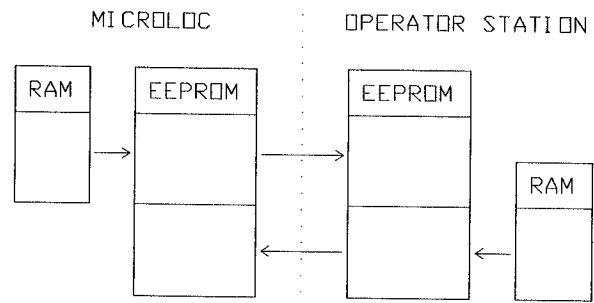 MICROLOC
OPERATOR STATION
RAM
EEPROM
EEPROM
RAM